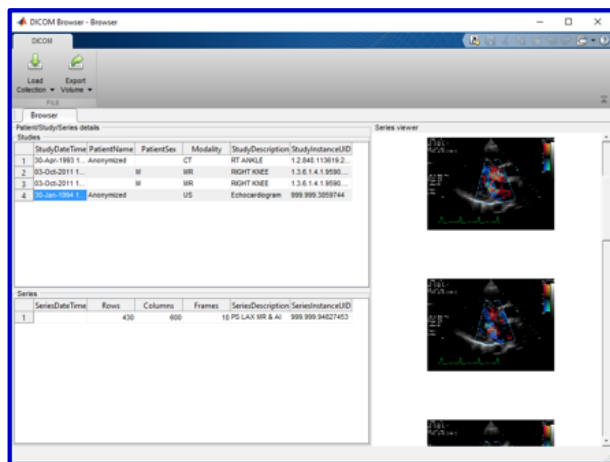 DICOM Browser - Browser
DICOM
Load Collection
Export Volume
FILE
Browser
Patient/Study/Series details
Series viewer
Studies
StudyDateTime PatientName PatientSex Modality StudyDescription StudyInstanceUID
1 30-Apr-1993 1... Anonymized CT RT ANKLE 1.2.840.113619.2...
2 03-Oct-2011 1... M MR RIGHT KNEE 1.3.6.1.4.1.9590....
3 03-Oct-2011 1... M MR RIGHT KNEE 1.3.6.1.4.1.9590....
4 30-Jan-1994 1... Anonymized US Echocardiogram 999.999.3859744
Series
SeriesDateTime Rows Columns Frames SeriesDescription SeriesInstanceUID
1 430 600 10 PS LAX MR & AI 999.999.94827453